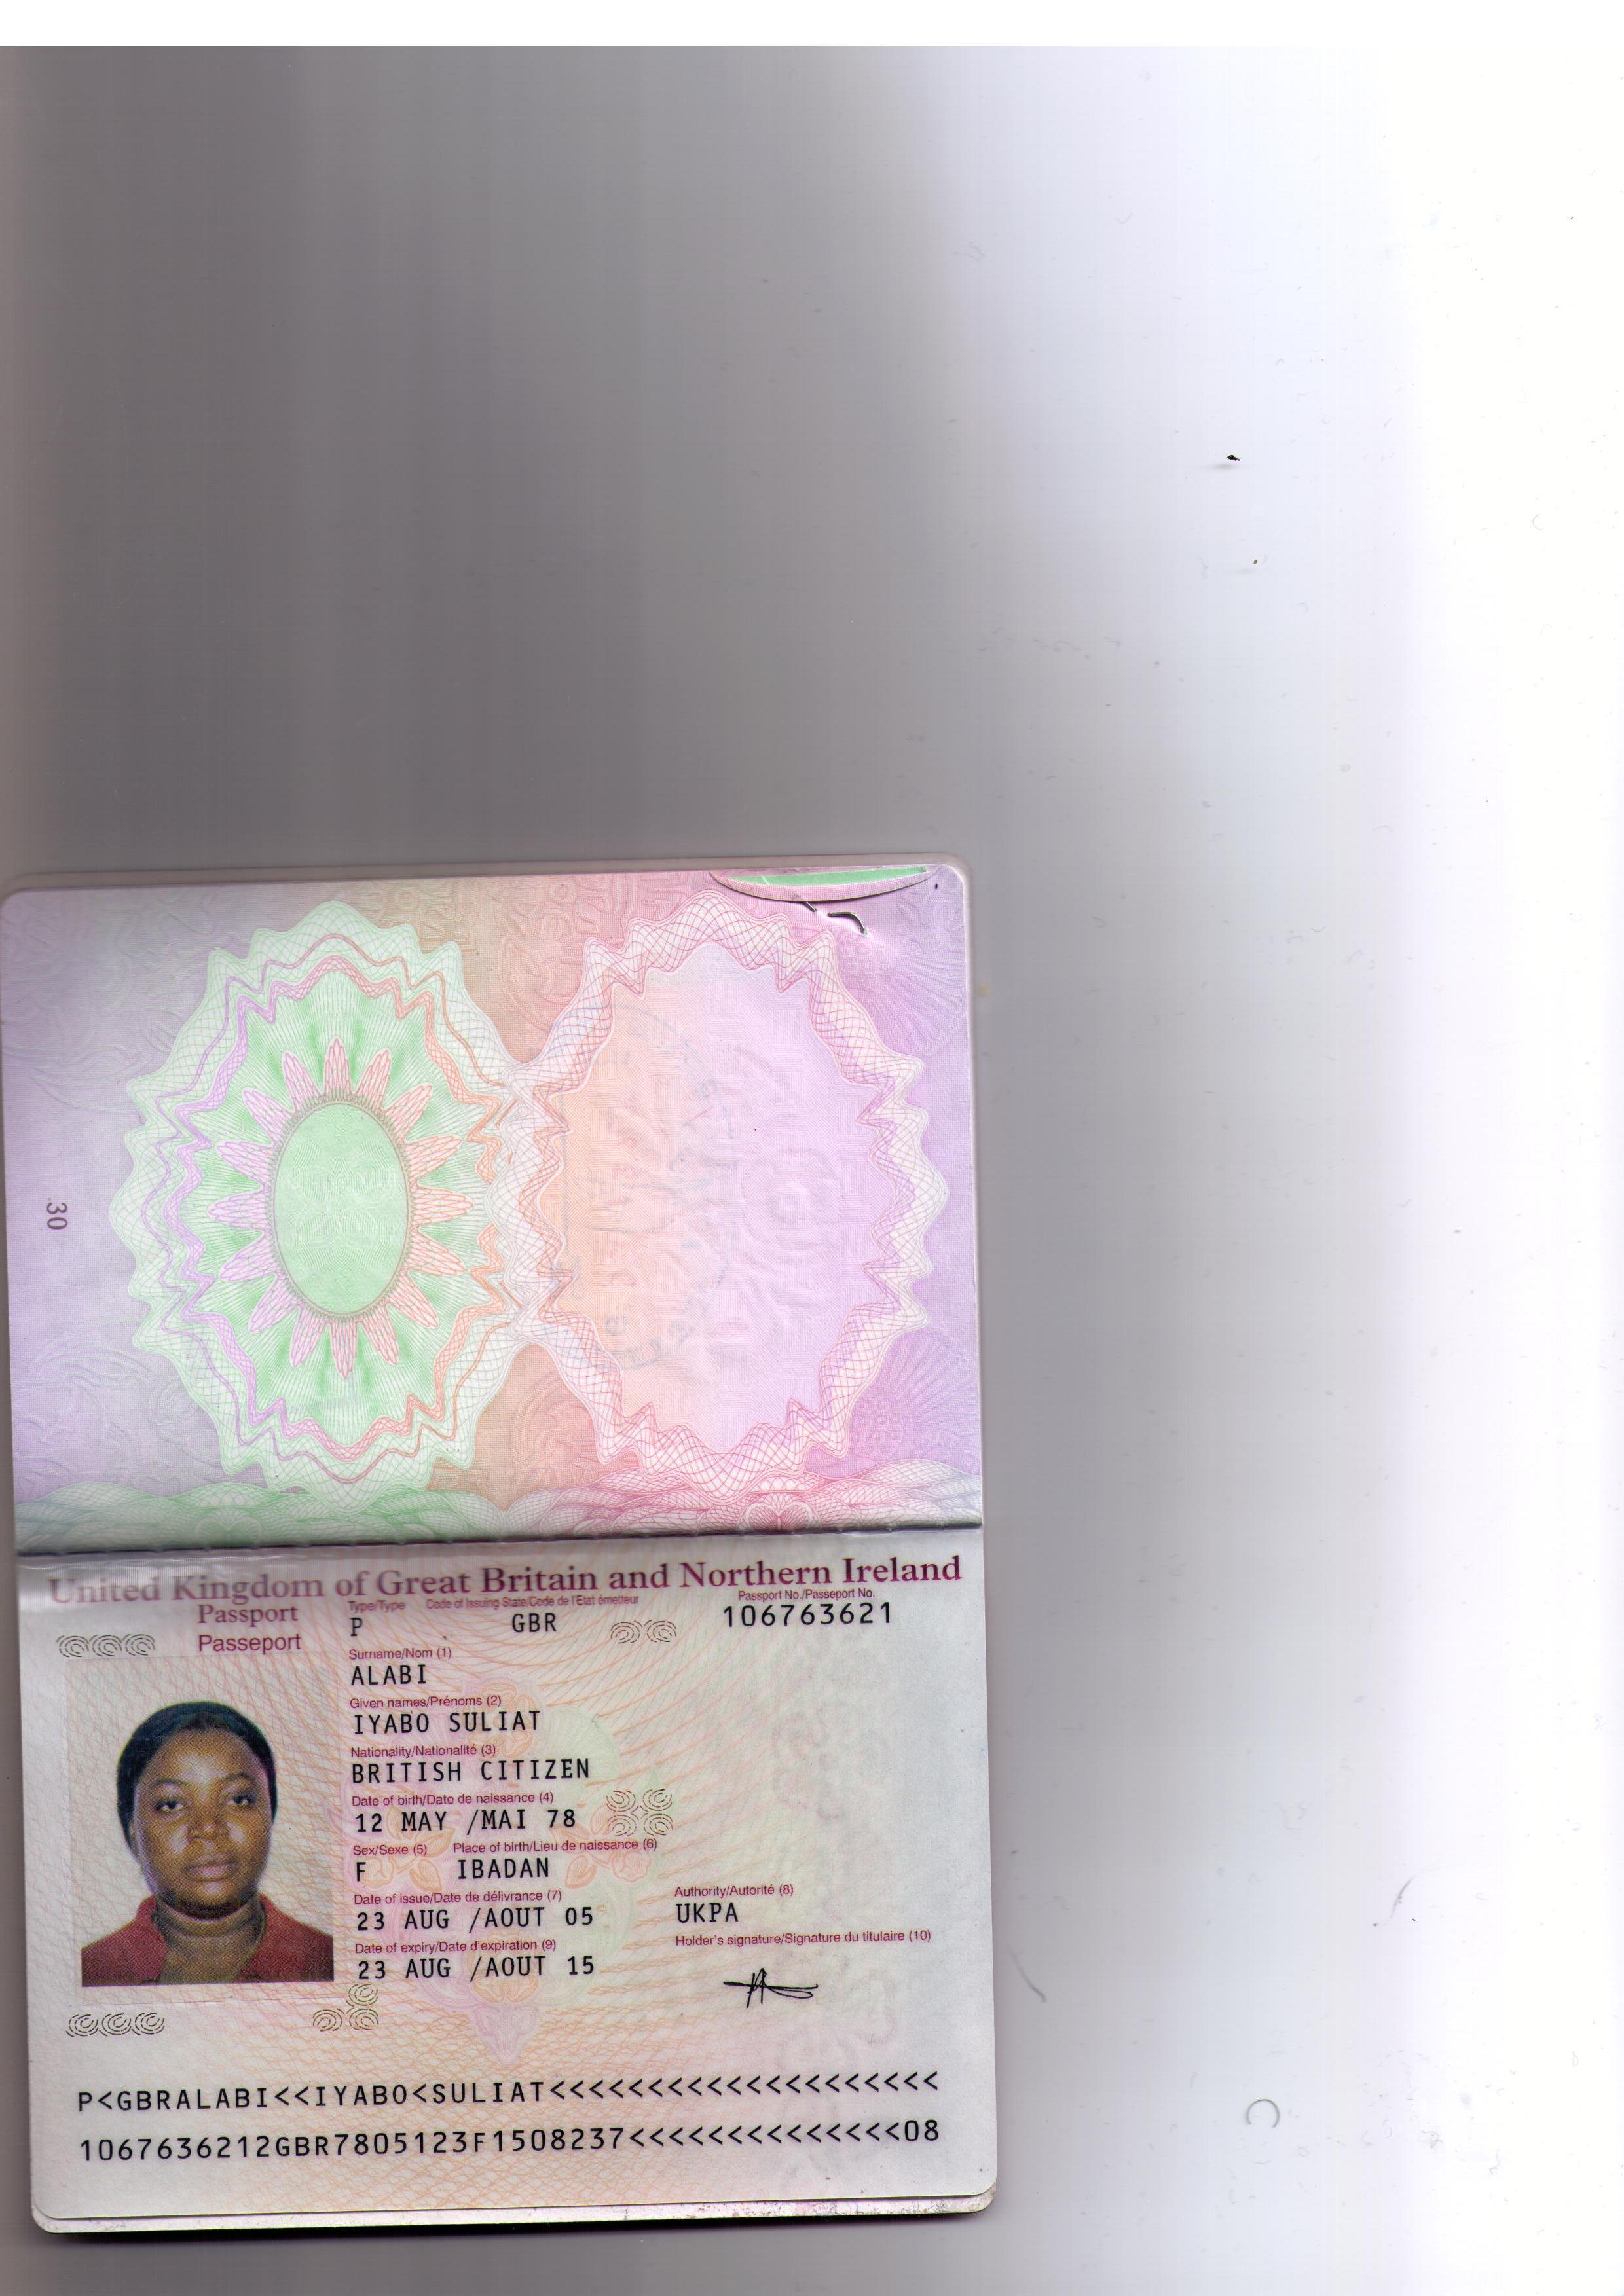 30
United Kingdom of Great Britain and Northern Ireland
Passport
Passeport
Type/Type Code of Issuing State/Code de l'Etat émetteur Passport No./Passeport No.
P GBR 106763621
Surname/Nom (1)
ALABI
Given names/Prénoms (2)
IYABO SULIAT
Nationality/Nationalité (3)
BRITISH CITIZEN
Date of birth/Date de naissance (4)
12 MAY /MAI 78
Sex/Sexe (5) Place of birth/Lieu de naissance (6)
F IBADAN
Date of issue/Date de délivrance (7) Authority/Autorité (8)
23 AUG /AOUT 05 UKPA
Date of expiry/Date d'expiration (9) Holder's signature/Signature du titulaire (10)
23 AUG /AOUT 15
P<GBRALABI<<IYABO<SULIAT<<<<<<<<<<<<<<<<<<<<
1067636212GBR7805123F1508237<<<<<<<<<<<<<<08